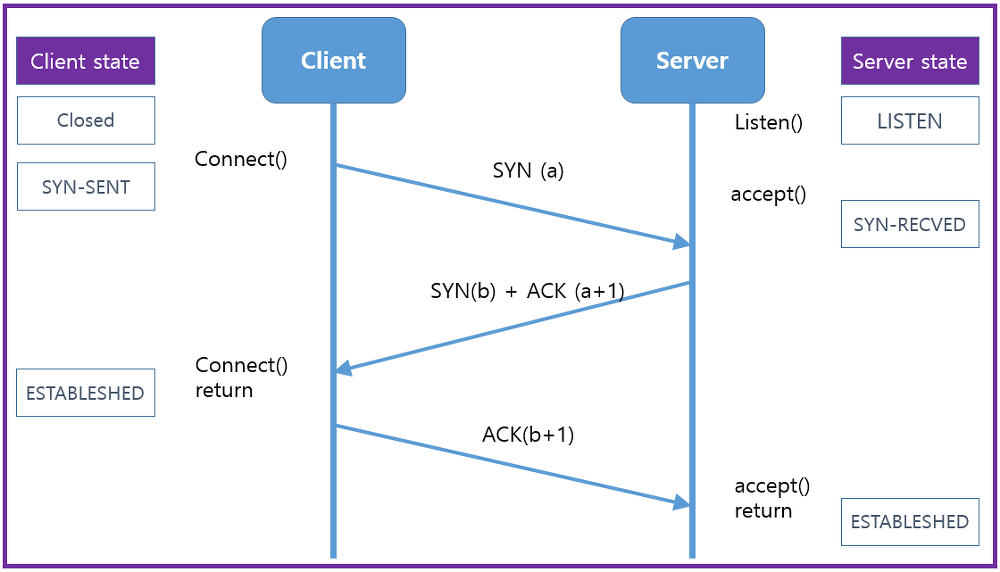 Client
Server
Client state
Server state
Closed
Listen()
LISTEN
Connect()
SYN (a)
SYN-SENT
accept()
SYN-RECVED
SYN(b) + ACK (a+1)
Connect()
return
ESTABLESHED
ACK(b+1)
accept()
return
ESTABLESHED